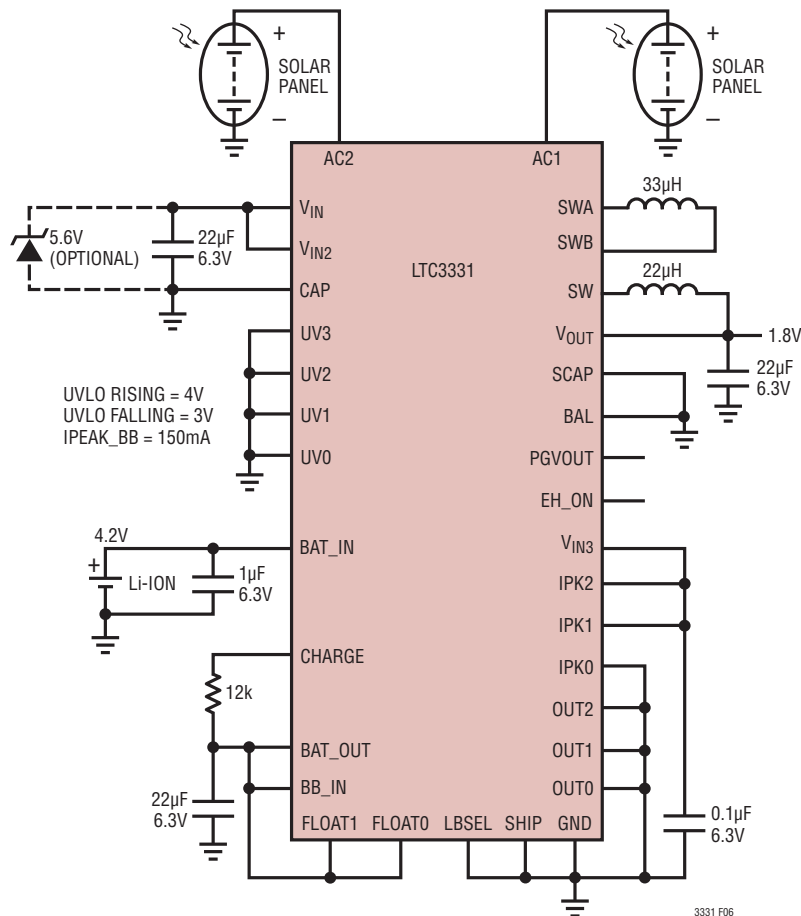 +
SOLAR
PANEL
–
+
SOLAR
PANEL
–
AC2
AC1
5.6V
(OPTIONAL)
22µF
6.3V
VIN
VIN2
CAP
UV3
UV2
UV1
UV0
UVLO RISING = 4V
UVLO FALLING = 3V
IPEAK_BB = 150mA
4.2V
+
Li-ION
1µF
6.3V
BAT_IN
CHARGE
12k
BAT_OUT
BB_IN
22µF
6.3V
LTC3331
33µH
SWA
SWB
22µH
SW
VOUT
1.8V
22µF
6.3V
SCAP
BAL
PGVOUT
EH_ON
VIN3
IPK2
IPK1
IPK0
OUT2
OUT1
OUT0
0.1µF
6.3V
FLOAT1 FLOAT0 LBSEL SHIP GND
3331 F06